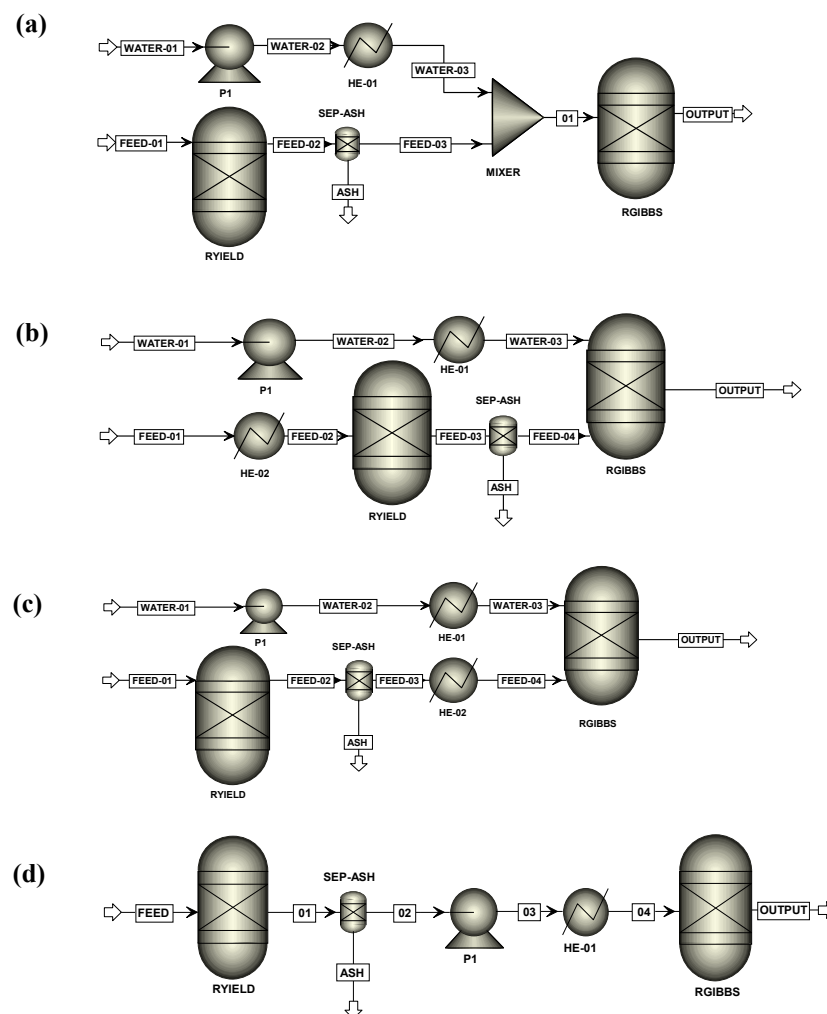 (a)
WATER-01
WATER-02
WATER-03
P1
HE-01
SEP-ASH
FEED-01
FEED-02
FEED-03
ASH
RYIELD
MIXER
01
OUTPUT
RGIBBS
(b)
WATER-01
WATER-02
WATER-03
P1
HE-01
SEP-ASH
OUTPUT
FEED-01
FEED-02
FEED-03
FEED-04
HE-02
ASH
RYIELD
RGIBBS
(c)
WATER-01
WATER-02
WATER-03
P1
HE-01
SEP-ASH
OUTPUT
FEED-01
FEED-02
FEED-03
FEED-04
HE-02
ASH
RYIELD
RGIBBS
(d)
SEP-ASH
FEED
01
02
03
04
OUTPUT
P1
HE-01
ASH
RYIELD
RGIBBS